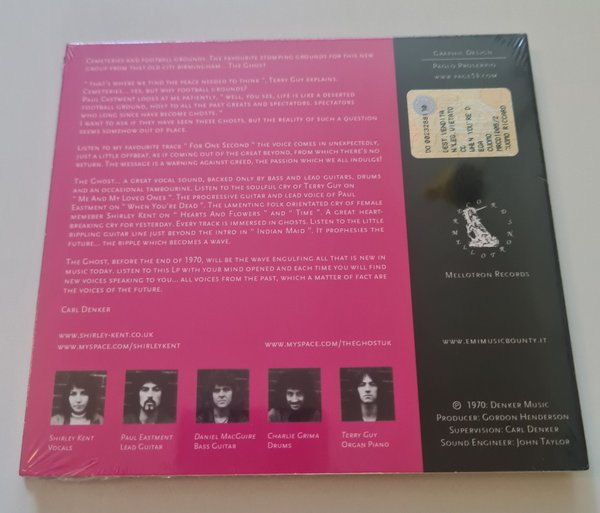 Cemeteries and football grounds. The favourite stomping grounds for this new
group from that old city Birmingham... The Ghost
" That's where we find the peace needed to think ", Terry Guy explains.
Cemeteries... yes, but why football grounds?
Paul Eastment looks at me patiently, " well, you see, life is like a deserted
football ground, host to all the past greats and spectators. spectators
who long since have become ghosts. "
I want to ask if they have seen these ghosts, but the reality of such a question
seems somehow out of place.
Listen to my favourite track " For One Second " the voice comes in unexpectedly,
just a little offbeat, as if coming out of the great beyond, from which there's no
return. The message is a warning against greed, the passion which we all indulge!
The Ghost... a great vocal sound, backed only by bass and lead guitars, drums
and an occasional tambourine. Listen to the soulful cry of Terry Guy on
" Me And My Loved Ones ", The progressive guitar and lead voice of Paul
Eastment on " When You're Dead ". The lamenting folk orientated cry of female
memeber Shirley Kent on " Hearts And Flowers " and " Time ". A great heart-
breaking cry for yesterday. Every track is immersed in ghosts. Listen to the little
rippling guitar line just beyond the intro in " Indian Maid ". It prophesies the
future... the ripple which becomes a wave.
The Ghost, before the end of 1970, will be the wave engulfing all that is new in
music today. listen to this Lp with your mind opened and each time you will find
new voices speaking to you... all voices from the past, which a matter of fact are
the voices of the future.
Carl Denker
www.shirley-kent.co.uk
www.myspace.com/shirleykent
www.myspace.com/theghostuk
Shirley Kent
Vocals
Paul Eastment
Lead Guitar
Daniel MacGuire
Bass Guitar
Charlie Grima
Drums
Terry Guy
Organ Piano
Graphic Design
Paolo Proserpio
www.page59.com
DEST VENDITA
NOLEG VIETATO
CD
WHEN YOU RE D
Mellotron Records
www.emimusicbounty.it
℗ 1970: Denker Music
Producer: Gordon Henderson
Supervision: Carl Denker
Sound Engineer: John Taylor